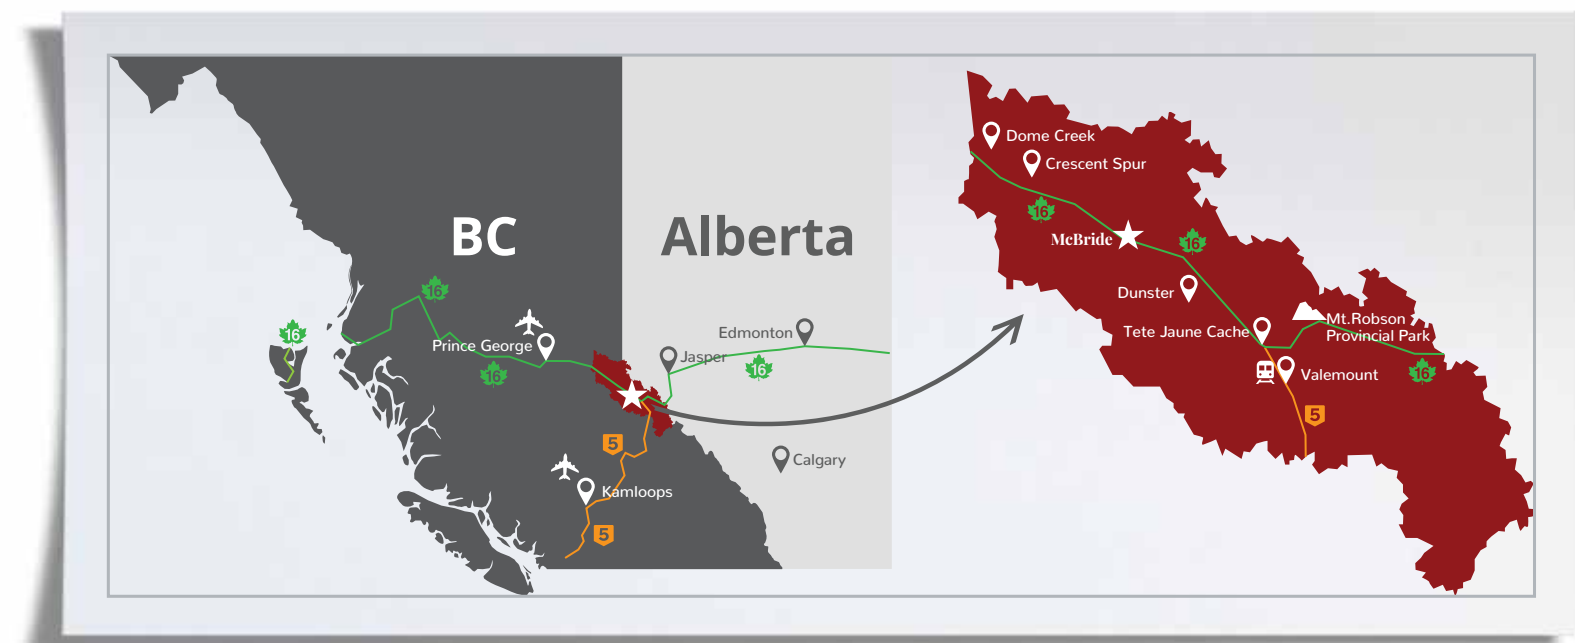 BC
Alberta
16
16
Prince George
16
Edmonton
Jasper
16
5
Calgary
Kamloops
5
Dome Creek
Crescent Spur
16
McBride
16
Dunster
Tete Jaune Cache
Mt.Robson
Provincial Park
Valemount
16
5